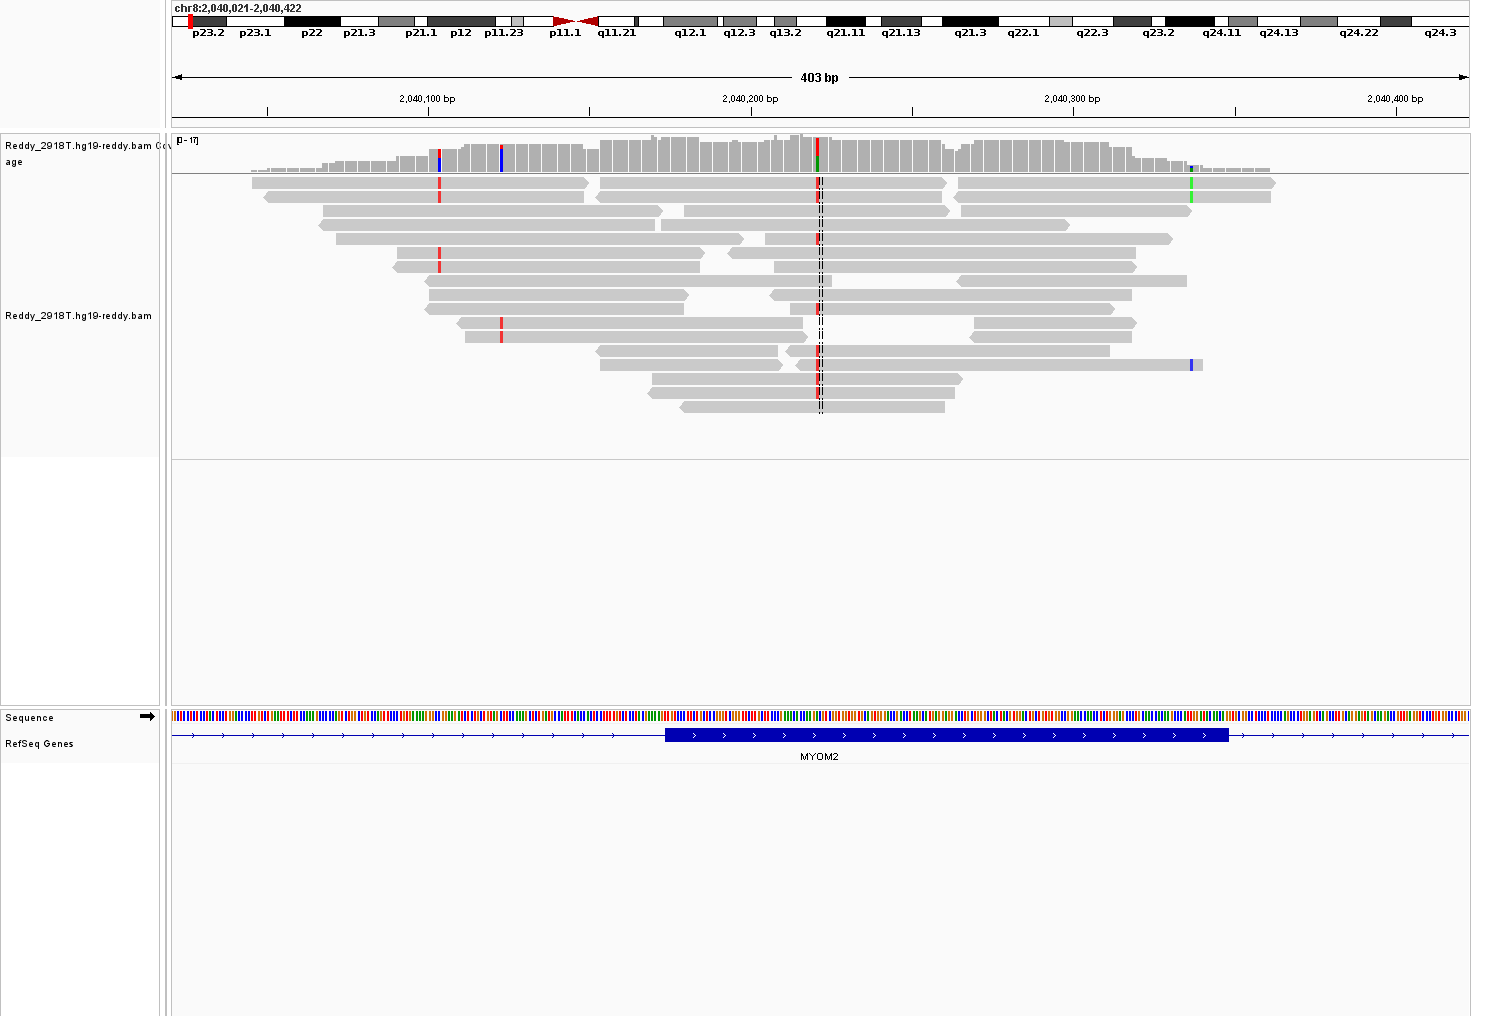 chr8:2,040,021-2,040,422
p23.2 p23.1 p22 p21.3 p21.1 p12 p11.23 p11.1 q11.21 q12.1 q12.3 q13.2 q21.11 q21.13 q21.3 q22.1 q22.3 q23.2 q24.11 q24.13 q24.22 q24.3
403 bp
2,040,100 bp 2,040,200 bp 2,040,300 bp 2,040,400 bp
Reddy_2918T.hg19-reddy.bam Cov
age
[0 - 17]
Reddy_2918T.hg19-reddy.bam
Sequence
RefSeq Genes
MYOM2